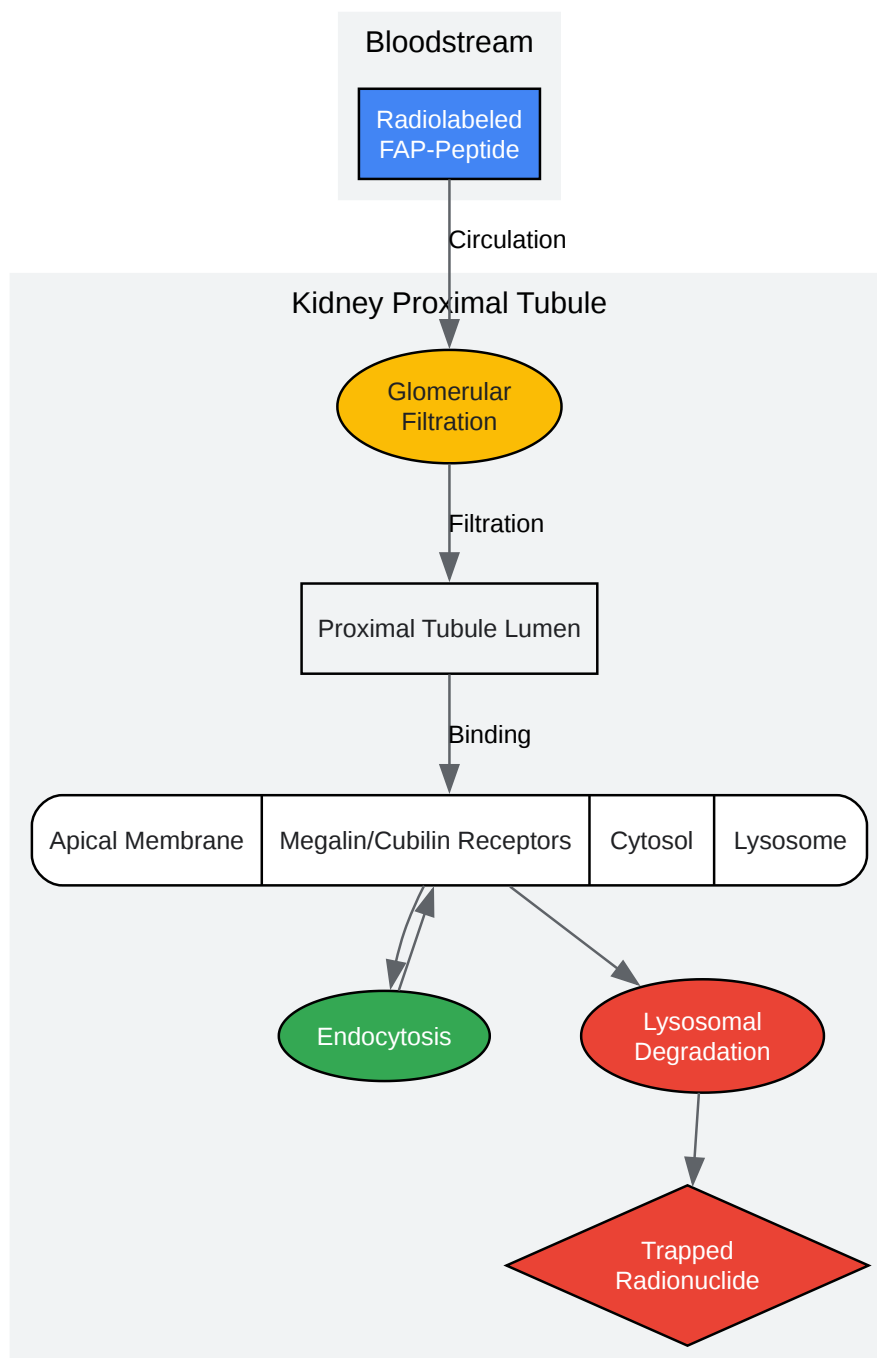 Bloodstream
Radiolabeled
FAP-Peptide
Circulation
Kidney Proximal Tubule
Glomerular
Filtration
Filtration
Proximal Tubule Lumen
Binding
Apical Membrane
Megalin/Cubilin Receptors
Cytosol
Lysosome
Endocytosis
Lysosomal
Degradation
Trapped
Radionuclide